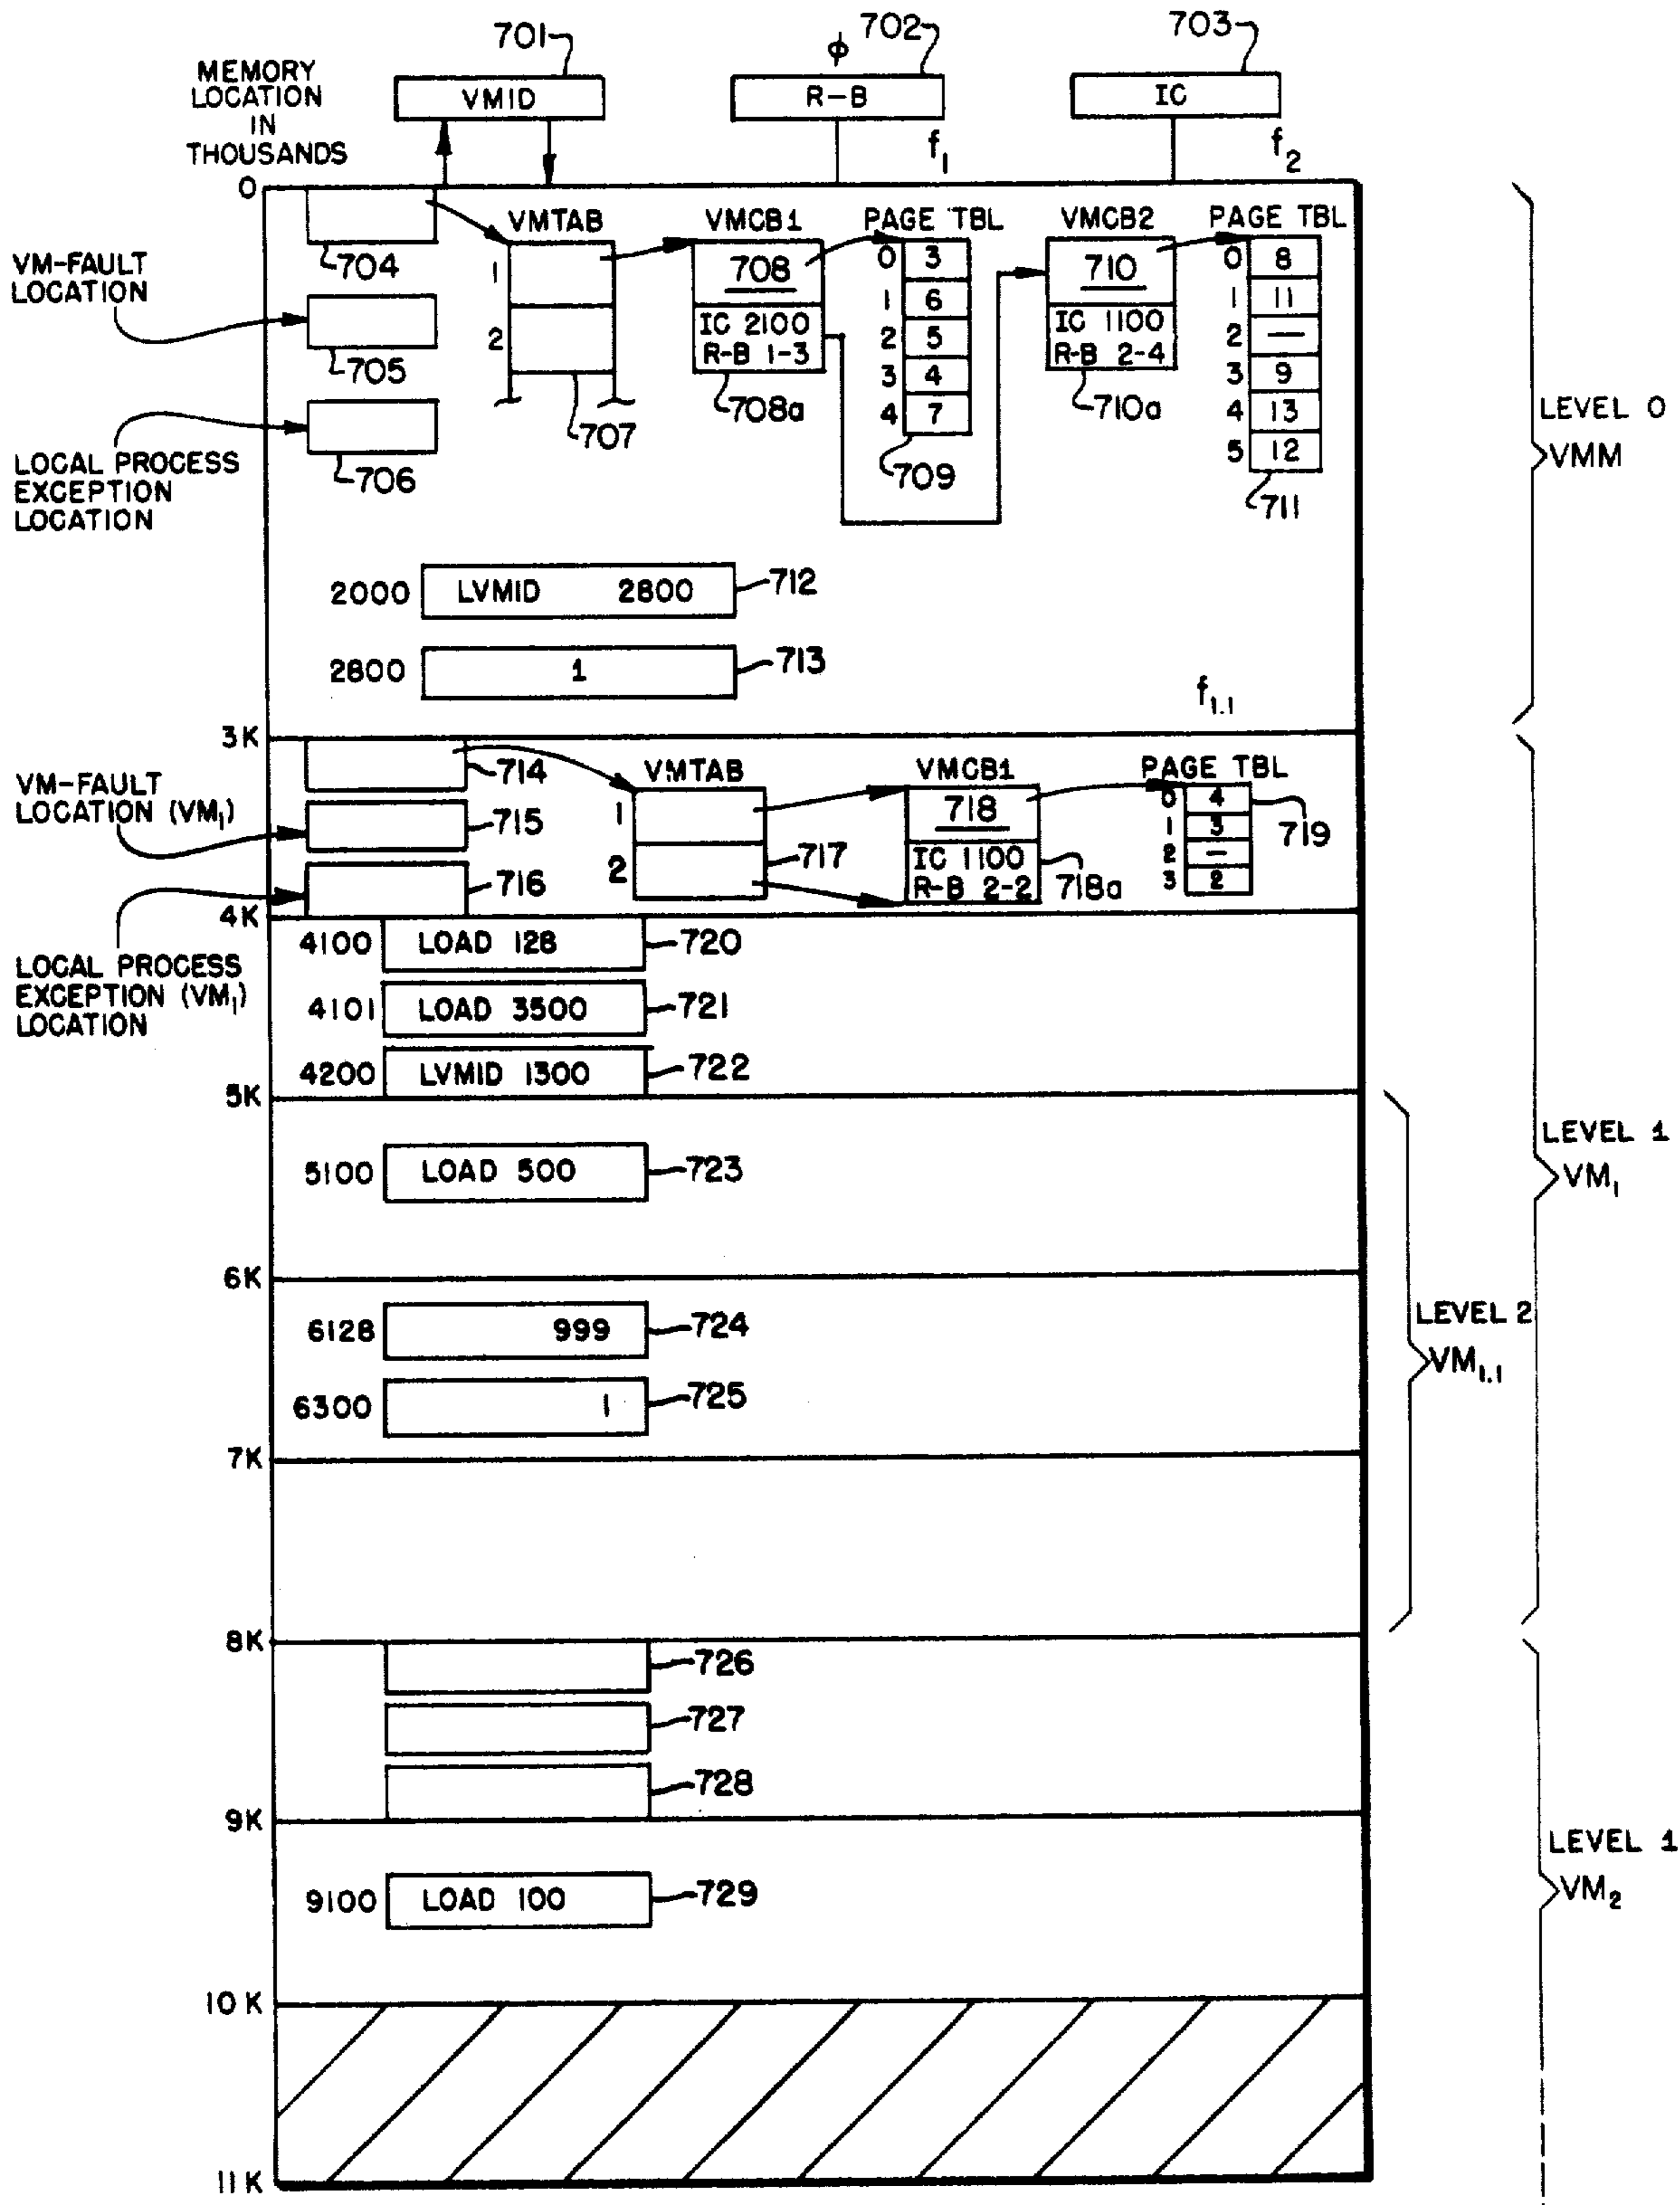 701
702
703
MEMORY
LOCATION
IN
THOUSANDS
VMID
ϕ
R-B
IC
f1
f2
0
VMTAB
VMCB1
PAGE TBL
VMCB2
PAGE TBL
704
1
2
707
708
IC 2100
R-B 1-3
708a
0 3
1 6
2 5
3 4
4 7
709
710
IC 1100
R-B 2-4
710a
0 8
1 11
2 —
3 9
4 13
5 12
711
VM-FAULT
LOCATION
705
706
LOCAL PROCESS
EXCEPTION
LOCATION
LEVEL 0
VMM
2000 LVMID 2800 712
2800 1 713
f1.1
3K
714
VMTAB
VMCB1
PAGE TBL
VM-FAULT
LOCATION (VM1)
715
716
1
2
717
718
IC 1100
R-B 2-2
718a
0 4
1 3
2 —
3 2
719
4K
LOCAL PROCESS
EXCEPTION (VM1)
LOCATION
4100 LOAD 128 720
4101 LOAD 3500 721
4200 LVMID 1300 722
5K
LEVEL 1
VM1
5100 LOAD 500 723
6K
6128 999 724
6300 1 725
LEVEL 2
VM1.1
7K
8K
726
727
728
9K
LEVEL 1
VM2
9100 LOAD 100 729
10K
11K